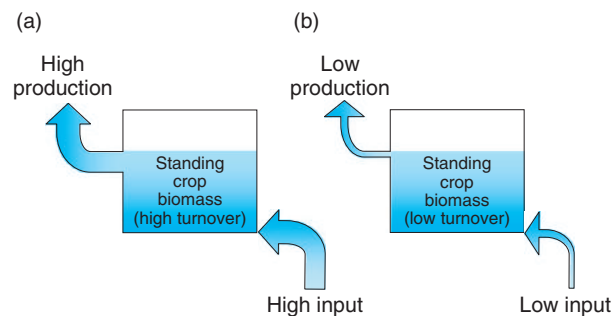 (a)
High
production
Standing
crop
biomass
(high turnover)
High input
(b)
Low
production
Standing
crop
biomass
(low turnover)
Low input